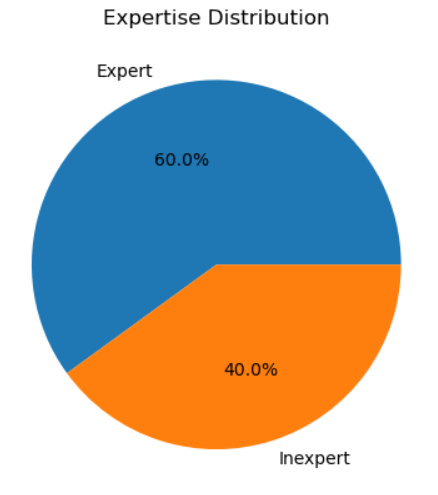 Expertise Distribution
Expert
60.0%
40.0%
Inexpert